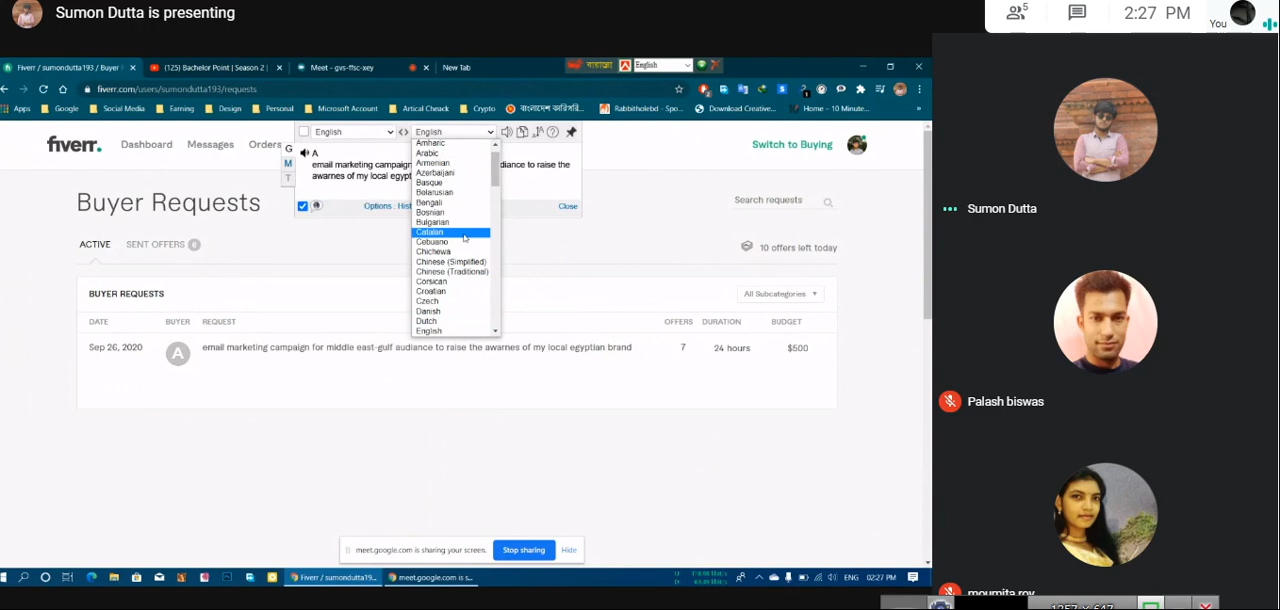 Sumon Dutta is presenting
5
2:27 PM
You
Fiverr / sumondutta193 / Buyer
(125) Bachelor Point | Season 2 |
Meet - gvs-ffsc-xey
New Tab
English
fiverr.com/users/sumondutta193/requests
Apps
Google
Social Media
Earning
Design
Personal
Microsoft Account
Artical Cheack
Crypto
Rabbitholebd - Spo...
Download Creative...
Home – 10 Minute...
fiverr.
Dashboard
Messages
Orders
Switch to Buying
English
English
G
M
T
A
email marketing campaign
diance to raise the
awarnes of my local egypt
Options
Hist
Close
Amharic
Arabic
Armenian
Azerbaijani
Basque
Belarusian
Bengali
Bosnian
Bulgarian
Catalan
Cebuano
Chichewa
Chinese (Simplified)
Chinese (Traditional)
Corsican
Croatian
Czech
Danish
Dutch
English
Buyer Requests
Search requests
ACTIVE
SENT OFFERS
10 offers left today
BUYER REQUESTS
All Subcategories
DATE
BUYER
REQUEST
OFFERS
DURATION
BUDGET
Sep 26, 2020
A
email marketing campaign for middle east-gulf audiance to raise the awarnes of my local egyptian brand
7
24 hours
$500
meet.google.com is sharing your screen.
Stop sharing
Hide
Fiverr / sumondutta19...
meet.google.com is s...
ENG
02:27 PM
Sumon Dutta
Palash biswas
moumita roy
1257 X 647